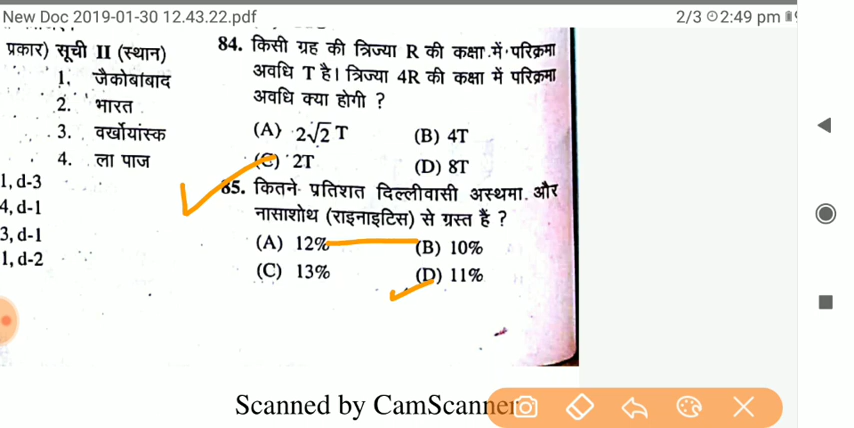 New Doc 2019-01-30 12.43.22.pdf
2/3 2:49 pm
प्रकार) सूची II (स्थान)
1. जैकोबाबाद
2. भारत
3. वर्खोयांस्क
4. ला पाज
1, d-3
4, d-1
3, d-1
1, d-2
84. किसी ग्रह की त्रिज्या R की कक्षा में परिक्रमा
अवधि T है। त्रिज्या 4R की कक्षा में परिक्रमा
अवधि क्या होगी ?
(A) 2√2 T (B) 4T
(C) 2T (D) 8T
85. कितने प्रतिशत दिल्लीवासी अस्थमा और
नासाशोथ (राइनाइटिस) से ग्रस्त हैं ?
(A) 12% (B) 10%
(C) 13% (D) 11%
Scanned by CamScanner